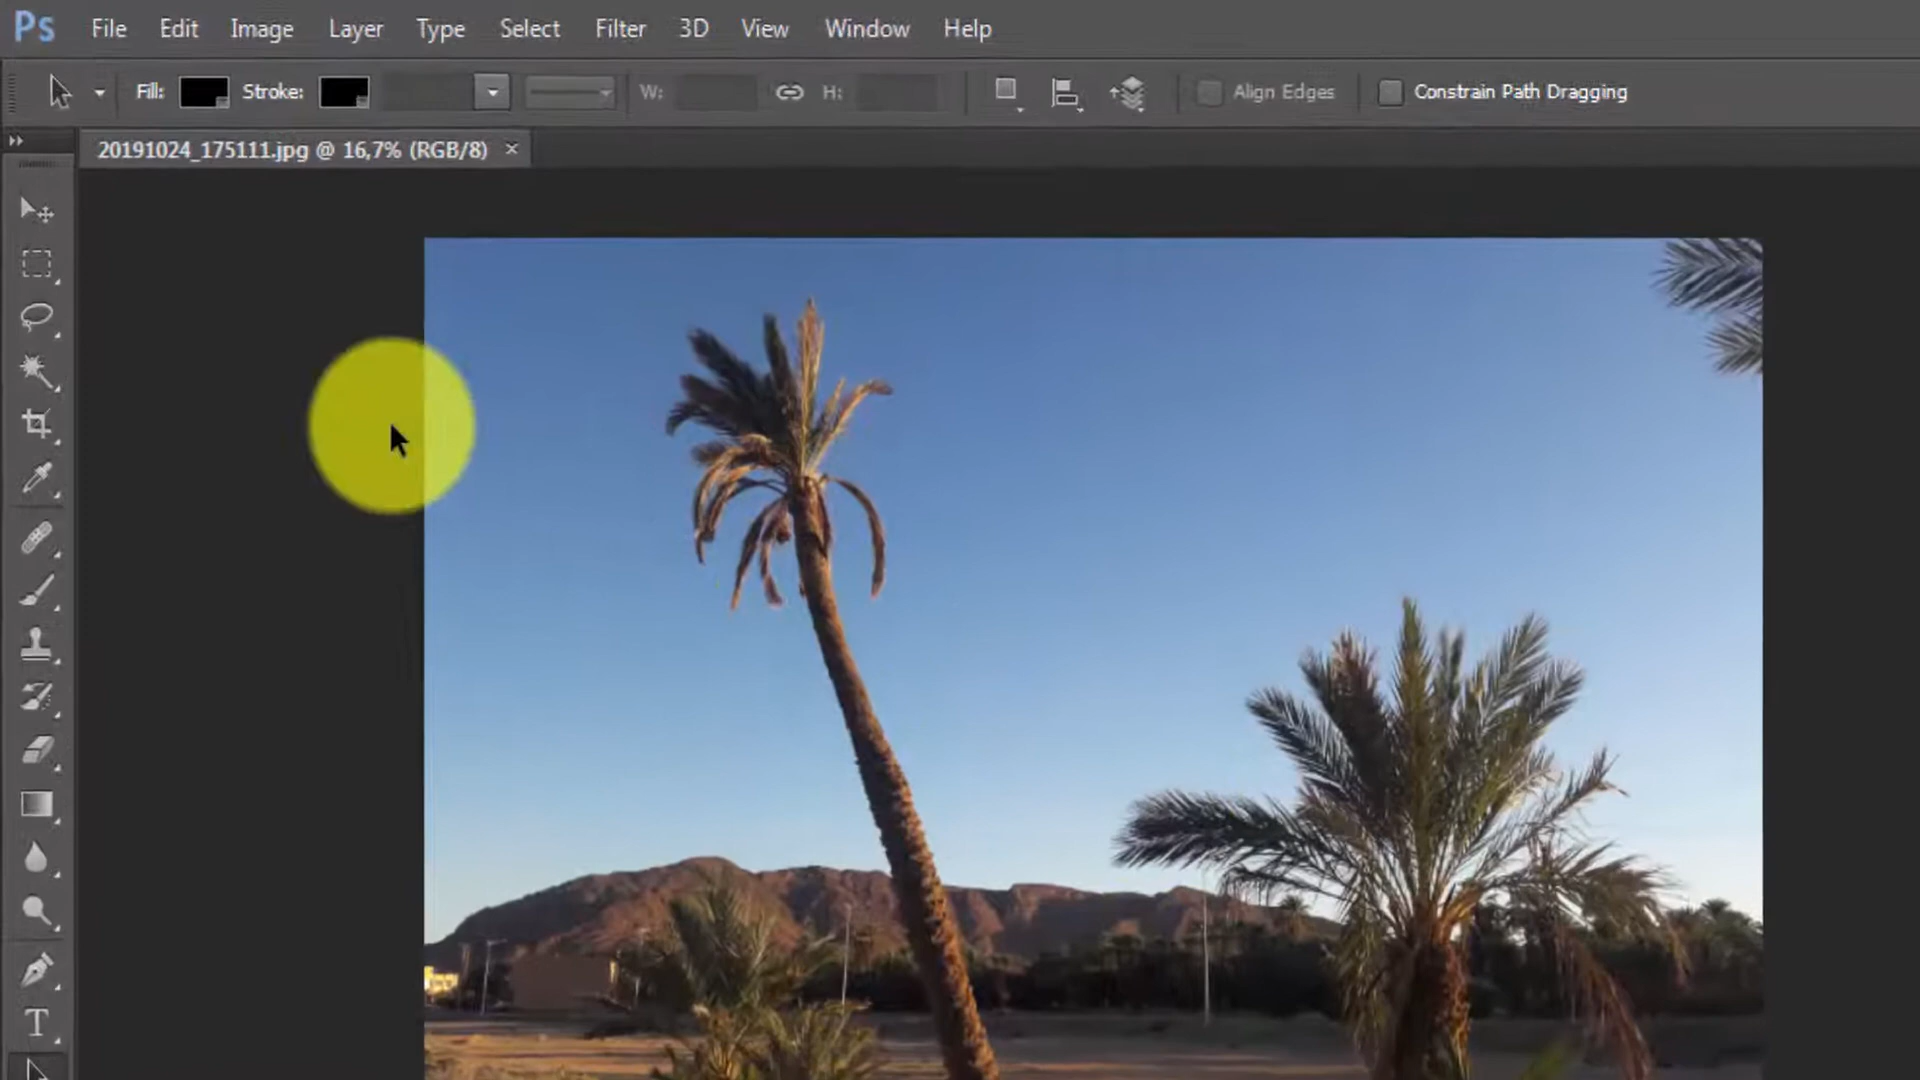 Ps File Edit Image Layer Type Select Filter 3D View Window Help
Fill: Stroke: W: H: Align Edges Constrain Path Dragging
20191024_175111.jpg @ 16,7% (RGB/8) ×
T